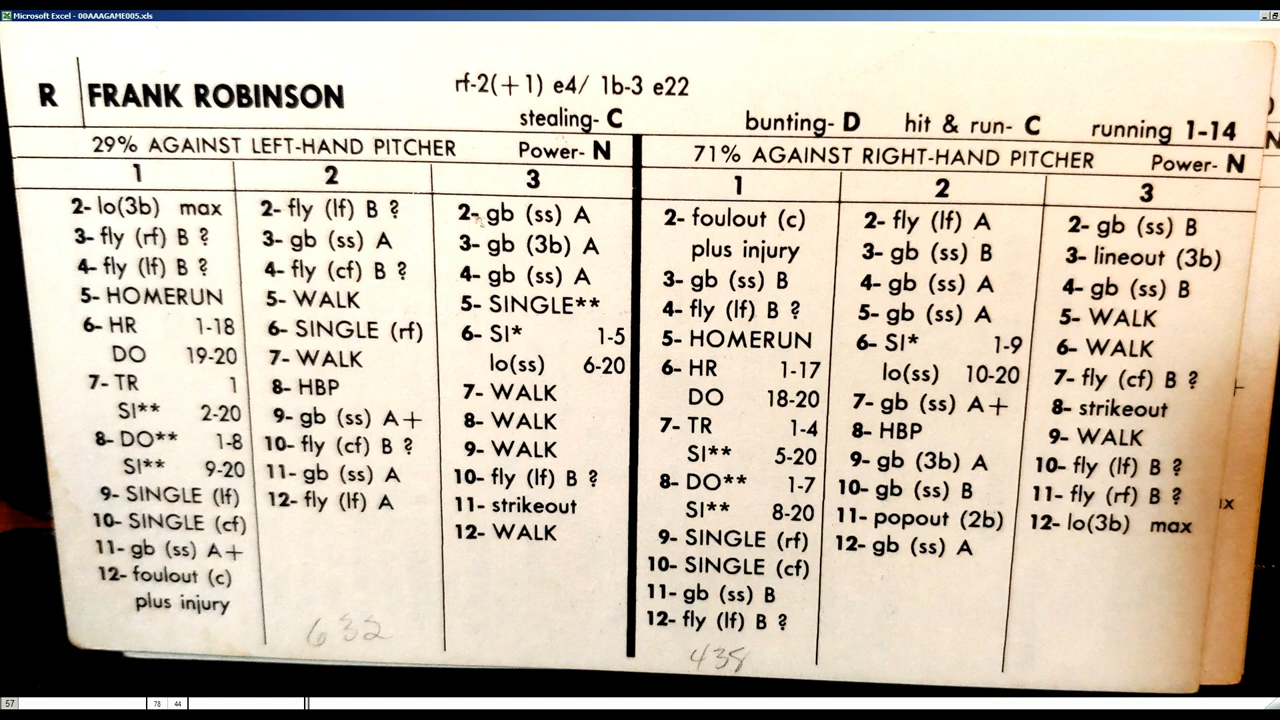 Microsoft Excel - 00AAAGAME005.xls
rf-2(+1) e4/ 1b-3 e22
R FRANK ROBINSON
stealing- C bunting- D hit & run- C running 1-14
29% AGAINST LEFT-HAND PITCHER Power- N
1 2 3
2- lo(3b) max
3- fly (rf) B ?
4- fly (lf) B ?
5- HOMERUN
6- HR 1-18
DO 19-20
7- TR 1
SI** 2-20
8- DO** 1-8
SI** 9-20
9- SINGLE (lf)
10- SINGLE (cf)
11- gb (ss) A+
12- foulout (c)
plus injury
2- fly (lf) B ?
3- gb (ss) A
4- fly (cf) B ?
5- WALK
6- SINGLE (rf)
7- WALK
8- HBP
9- gb (ss) A+
10- fly (cf) B ?
11- gb (ss) A
12- fly (lf) A
632
2- gb (ss) A
3- gb (3b) A
4- gb (ss) A
5- SINGLE**
6- SI* 1-5
lo(ss) 6-20
7- WALK
8- WALK
9- WALK
10- fly (lf) B ?
11- strikeout
12- WALK
71% AGAINST RIGHT-HAND PITCHER Power- N
1 2 3
2- foulout (c)
plus injury
3- gb (ss) B
4- fly (lf) B ?
5- HOMERUN
6- HR 1-17
DO 18-20
7- TR 1-4
SI** 5-20
8- DO** 1-7
SI** 8-20
9- SINGLE (rf)
10- SINGLE (cf)
11- gb (ss) B
12- fly (lf) B ?
438
2- fly (lf) A
3- gb (ss) B
4- gb (ss) A
5- gb (ss) A
6- SI* 1-9
lo(ss) 10-20
7- gb (ss) A+
8- HBP
9- gb (3b) A
10- gb (ss) B
11- popout (2b)
12- gb (ss) A
2- gb (ss) B
3- lineout (3b)
4- gb (ss) B
5- WALK
6- WALK
7- fly (cf) B ?
8- strikeout
9- WALK
10- fly (lf) B ?
11- fly (rf) B ?
12- lo(3b) max
57 78 44